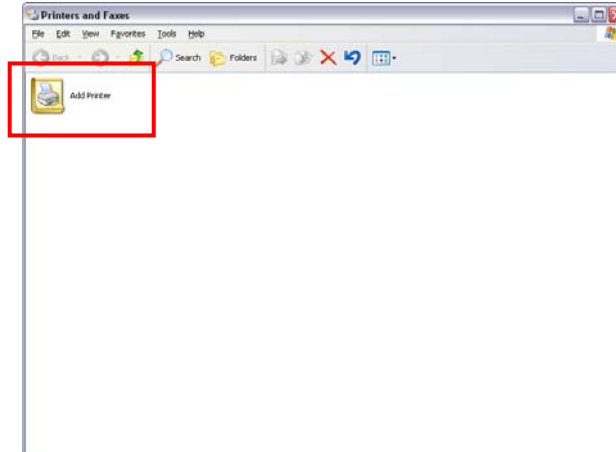 Printers and Faxes
File Edit View Favorites Tools Help
Back Search Folders
Add Printer